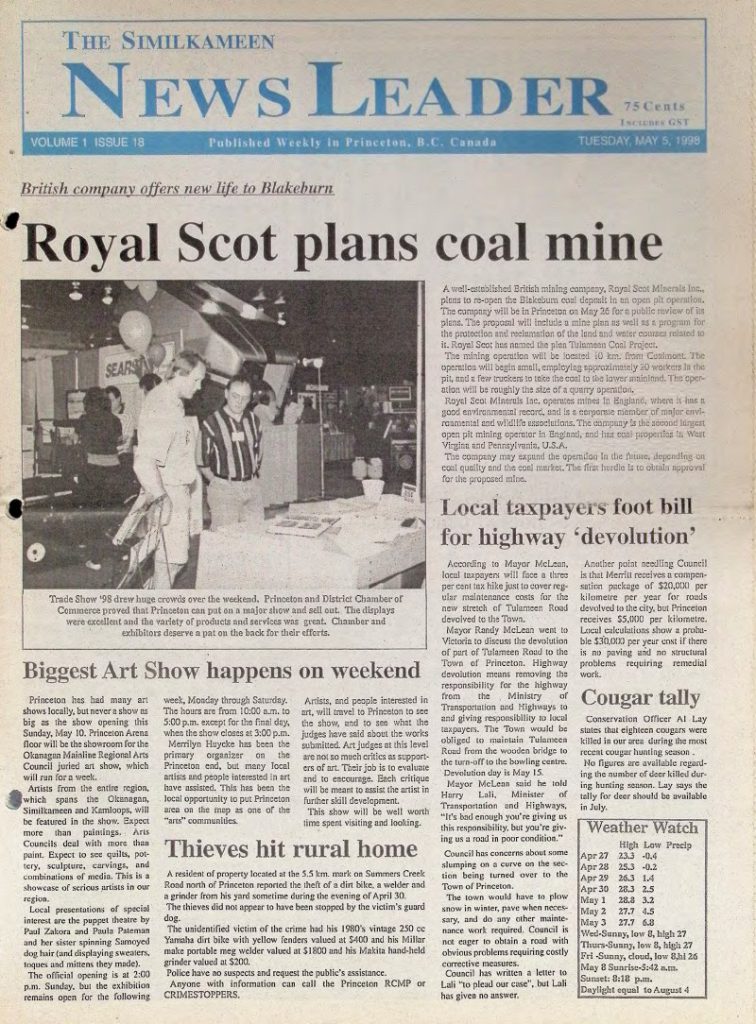 THE SIMILKAMEEN
NEWS LEADER
75 Cents
INCLUDES GST
VOLUME 1 ISSUE 18
Published Weekly in Princeton, B.C. Canada
TUESDAY, MAY 5, 1998
British company offers new life to Blakeburn
Royal Scot plans coal mine
SEARS
Trade Show '98 drew huge crowds over the weekend. Princeton and District Chamber of
Commerce proved that Princeton can put on a major show and sell out. The displays
were excellent and the variety of products and services was great. Chamber and
exhibitors deserve a pat on the back for their efforts.
A well-established British mining company, Royal Scot Minerals Inc.,
plans to re-open the Blakeburn coal deposit in an open pit operation.
The company will be in Princeton on May 26 for a public review of its
plans. The proposal will include a mine plan as well as a program for
the protection and reclamation of the land and water courses related to
it. Royal Scot has named the plan Tulameen Coal Project.
The mining operation will be located 10 km. from Coalmont. The
operation will begin small, employing approximately 20 workers in the
pit, and a few truckers to take the coal to the lower mainland. The oper-
ation will be roughly the size of a quarry operation.
Royal Scot Minerals Inc. operates mines in England, where it has a
good environmental record, and is a corporate member of major envir-
onmental and wildlife associations. The company is the second largest
open pit mining operator in England, and has coal properties in West
Virginia and Pennsylvania, U.S.A.
The company may expand the operation in the future, depending on
coal quality and the coal market. The first hurdle is to obtain approval
for the proposed mine.
Local taxpayers foot bill
for highway 'devolution'
According to Mayor McLean,
local taxpayers will face a three
per cent tax hike just to cover reg-
ular maintenance costs for the
new stretch of Tulameen Road
devolved to the Town.
Mayor Randy McLean went to
Victoria to discuss the devolution
of part of Tulameen Road to the
Town of Princeton. Highway
devolution means removing the
responsibility for the highway
from the Ministry of
Transportation and Highways to
and giving responsibility to local
taxpayers. The Town would be
obliged to maintain Tulameen
Road from the wooden bridge to
the turn-off to the bowling centre.
Devolution day is May 15.
Mayor McLean said he told
Harry Lali, Minister of
Transportation and Highways,
"It's bad enough you're giving us
this responsibility, but you're giv-
ing us a road in poor condition."
Council has concerns about some
slumping on a curve on the sec-
tion being turned over to the
Town of Princeton.
The town would have to plow
snow in winter, pave when neces-
sary, and do any other mainte-
nance work required. Council is
not eager to obtain a road with
obvious problems requiring costly
corrective measures.
Council has written a letter to
Lali "to plead our case", but Lali
has given no answer.
Another point needling Council
is that Merritt receives a compen-
sation package of $20,000 per
kilometre per year for roads
devolved to the city, but Princeton
receives $5,000 per kilometre.
Local calculations show a proba-
ble $30,000 per year cost if there
is no paving and no structural
problems requiring remedial
work.
Cougar tally
Conservation Officer Al Lay
states that eighteen cougars were
killed in our area during the most
recent cougar hunting season .
No figures are available regard-
ing the number of deer killed dur-
ing hunting season. Lay says the
tally for deer should be available
in July.
Weather Watch
High Low Precip
Apr 27 23.3 -0.4
Apr 28 25.3 -0.2
Apr 29 26.3 1.4
Apr 30 28.3 2.5
May 1 28.8 3.2
May 2 27.7 4.5
May 3 27.7 6.8
Wed-Sunny, low 8, high 27
Thurs-Sunny, low 8, high 27
Fri -Sunny, cloud, low 8,hi 26
May 8 Sunrise-5:42 a.m.
Sunset: 8:18 p.m.
Daylight equal to August 4
Biggest Art Show happens on weekend
Princeton has had many art
shows locally, but never a show as
big as the show opening this
Sunday, May 10. Princeton Arena
floor will be the showroom for the
Okanagan Mainline Regional Arts
Council juried art show, which
will ran for a week.
Artists from the entire region,
which spans the Okanagan,
Similkameen and Kamloops, will
be featured in the show. Expect
more than paintings. Arts
Councils deal with more than
paint. Expect to see quilts, pot-
tery, sculpture, carvings, and
combinations of media. This is a
showcase of serious artists in our
region.
Local presentations of special
interest are the puppet theatre by
Paul Zakora and Paula Pateman
and her sister spinning Samoyed
dog hair (and displaying sweaters,
toques and mittens they made).
The official opening is at 2:00
p.m. Sunday, but the exhibition
remains open for the following
week, Monday through Saturday.
The hours are from 10:00 a.m. to
5:00 p.m. except for the final day,
when the show closes at 3:00 p.m.
Merrilyn Huycke has been the
primary organizer on the
Princeton end, but many local
artists and people interested in art
have assisted. This has been the
local opportunity to put Princeton
area on the map as one of the
"arts" communities.
Artists, and people interested in
art, will travel to Princeton to see
the show, and to see what the
judges have said about the works
submitted. Art judges at this level
are not so much critics as support-
ers of art. Their job is to evaluate
and to encourage. Each critique
will be meant to assist the artist in
further skill development.
This show will be well worth
time spent visiting and looking.
Thieves hit rural home
A resident of property located at the 5.5 km. mark on Summers Creek
Road north of Princeton reported the theft of a dirt bike, a welder and
a grinder from his yard sometime during the evening of April 30.
The thieves did not appear to have been stopped by the victim's guard
dog.
The unidentified victim of the crime had his 1980's vintage 250 cc
Yamaha dirt bike with yellow fenders valued at $400 and his Millar
make portable meg welder valued at $1800 and his Makita hand-held
grinder valued at $200.
Police have no suspects and request the public's assistance.
Anyone with information can call the Princeton RCMP or
CRIMESTOPPERS.